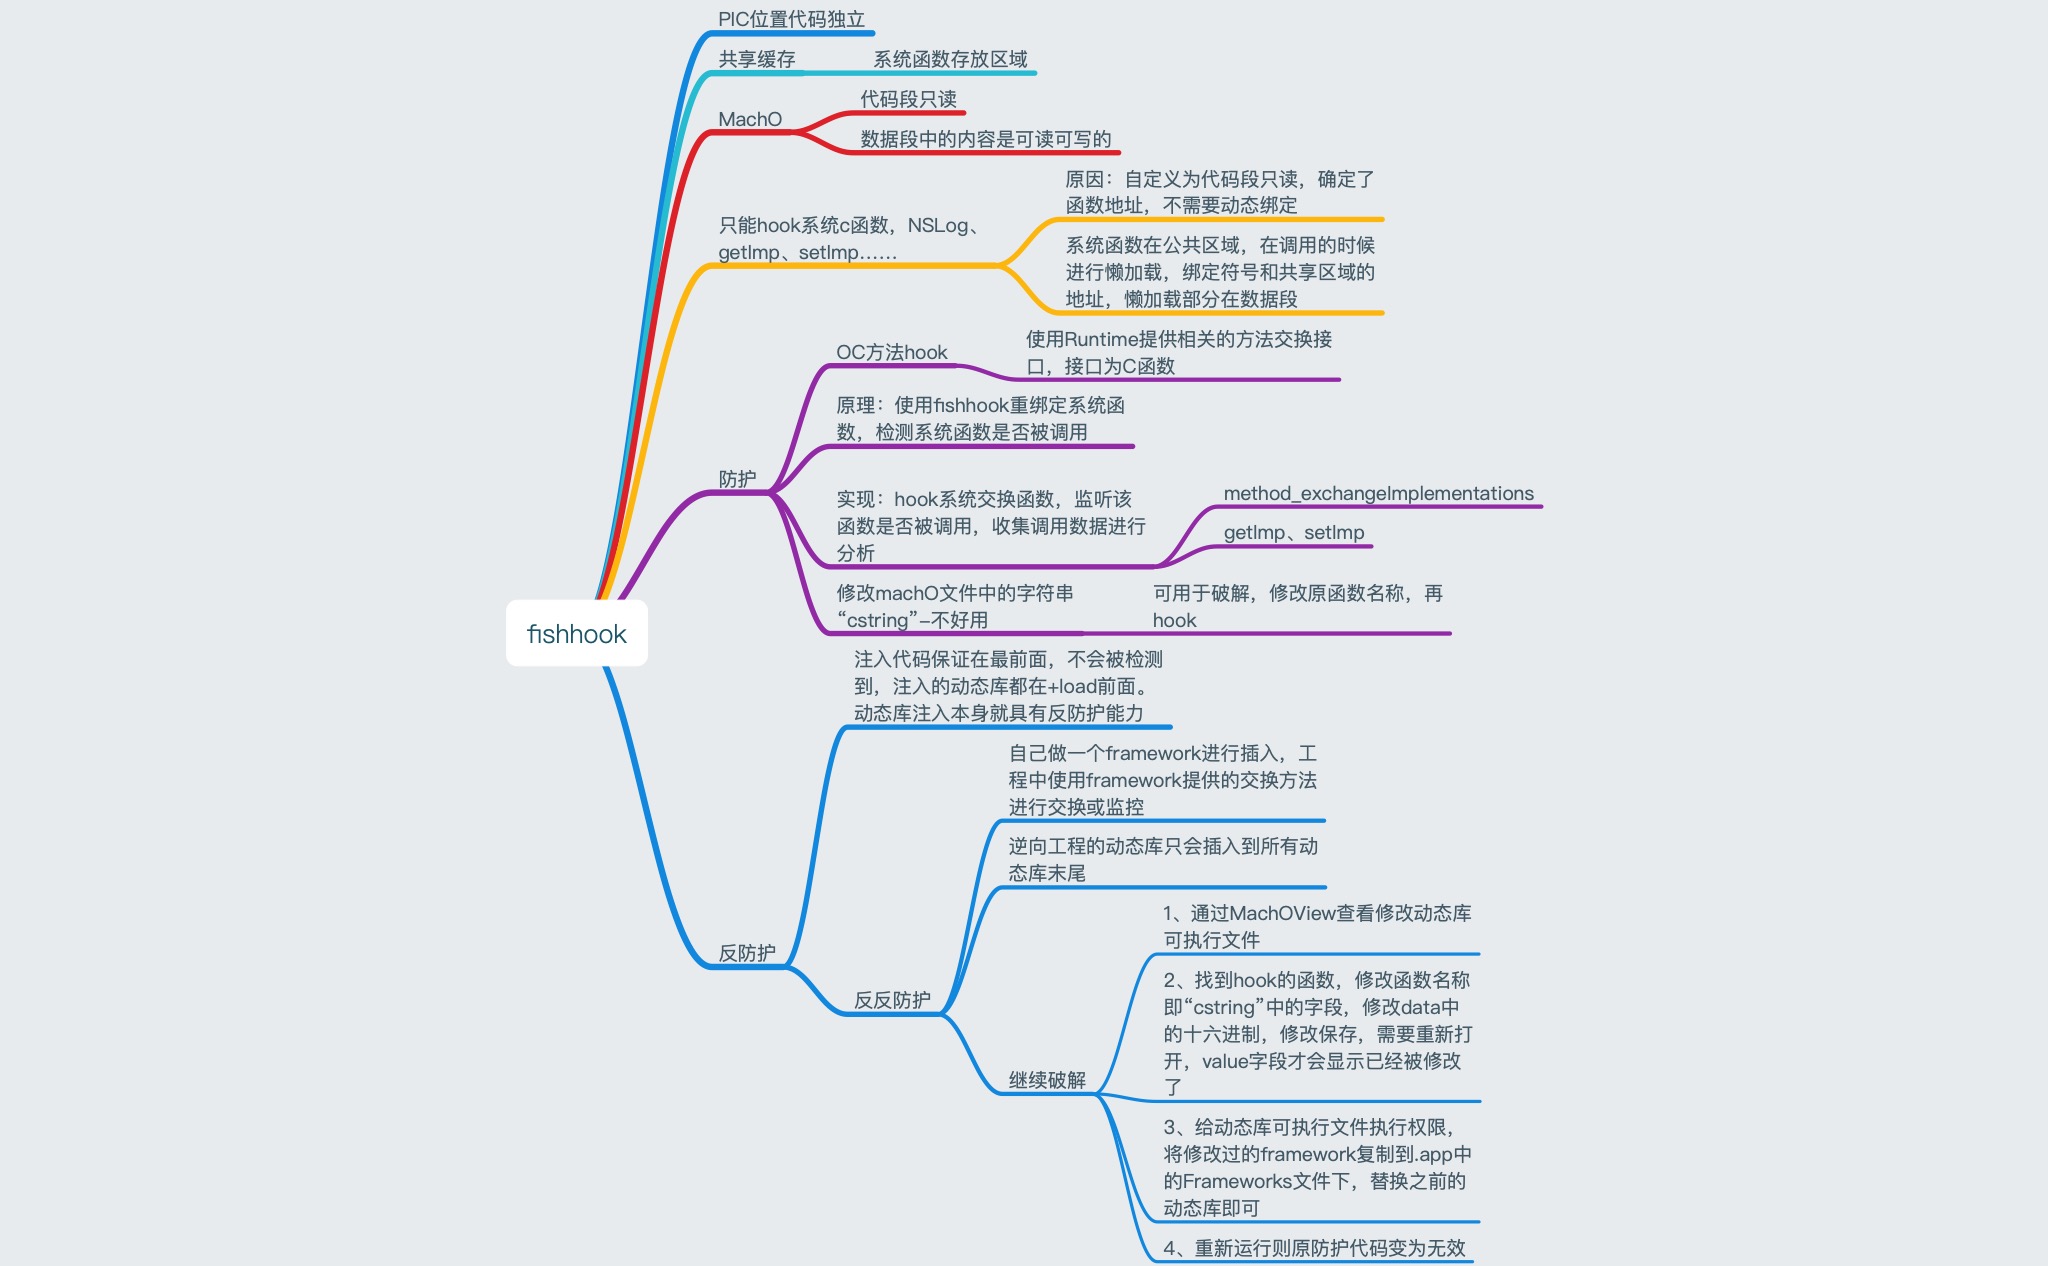 PIC位置代码独立
共享缓存
系统函数存放区域
MachO
代码段只读
数据段中的内容是可读可写的
只能hook系统c函数，NSLog、
getImp、setImp……
原因：自定义为代码段只读，确定了
函数地址，不需要动态绑定
系统函数在公共区域，在调用的时候
进行懒加载，绑定符号和共享区域的
地址，懒加载部分在数据段
防护
OC方法hook
使用Runtime提供相关的方法交换接
口，接口为C函数
原理：使用fishhook重绑定系统函
数，检测系统函数是否被调用
实现：hook系统交换函数，监听该
函数是否被调用，收集调用数据进行
分析
method_exchangeImplementations
getImp、setImp
修改machO文件中的字符串
“cstring”-不好用
可用于破解，修改原函数名称，再
hook
fishhook
反防护
注入代码保证在最前面，不会被检测
到，注入的动态库都在+load前面。
动态库注入本身就具有反防护能力
反反防护
自己做一个framework进行插入，工
程中使用framework提供的交换方法
进行交换或监控
逆向工程的动态库只会插入到所有动
态库末尾
继续破解
1、通过MachOView查看修改动态库
可执行文件
2、找到hook的函数，修改函数名称
即“cstring”中的字段，修改data中
的十六进制，修改保存，需要重新打
开，value字段才会显示已经被修改
了
3、给动态库可执行文件执行权限，
将修改过的framework复制到.app中
的Frameworks文件下，替换之前的
动态库即可
4、重新运行则原防护代码变为无效